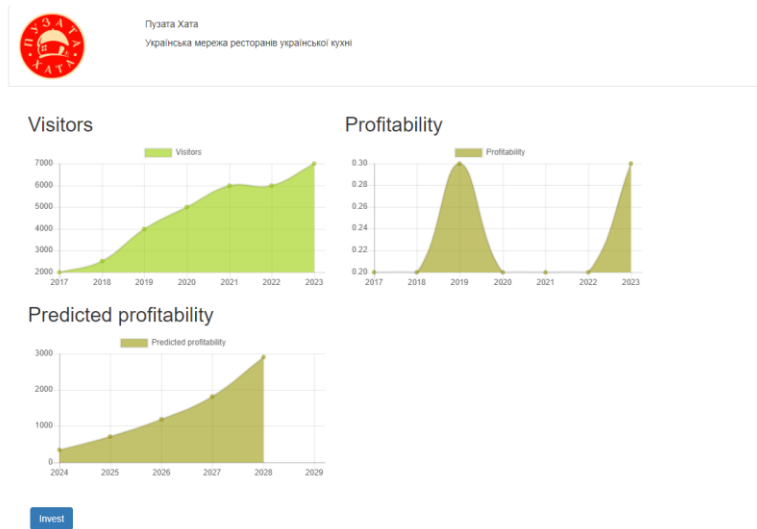 ПУЗАТА
ХАТА
Пузата Хата
Українська мережа ресторанів української кухні
Visitors
Visitors
7000
6000
5000
4000
3000
2000
2017 2018 2019 2020 2021 2022 2023
Profitability
Profitability
0.30
0.28
0.26
0.24
0.22
0.20
2017 2018 2019 2020 2021 2022 2023
Predicted profitability
Predicted profitability
3000
2000
1000
0
2024 2025 2026 2027 2028 2029
Invest